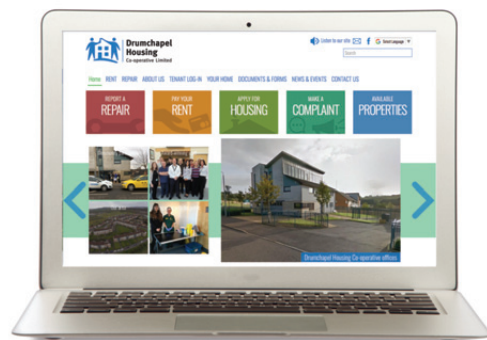 Drumchapel
Housing
Co-operative Limited
Listen to our site
f G Select Language ▼
Search
Home RENT REPAIR ABOUT US TENANT LOG-IN YOUR HOME DOCUMENTS & FORMS NEWS & EVENTS CONTACT US
REPORT A
REPAIR
PAY YOUR
RENT
APPLY FOR
HOUSING
MAKE A
COMPLAINT
AVAILABLE
PROPERTIES
Drumchapel Housing Co-operative offices